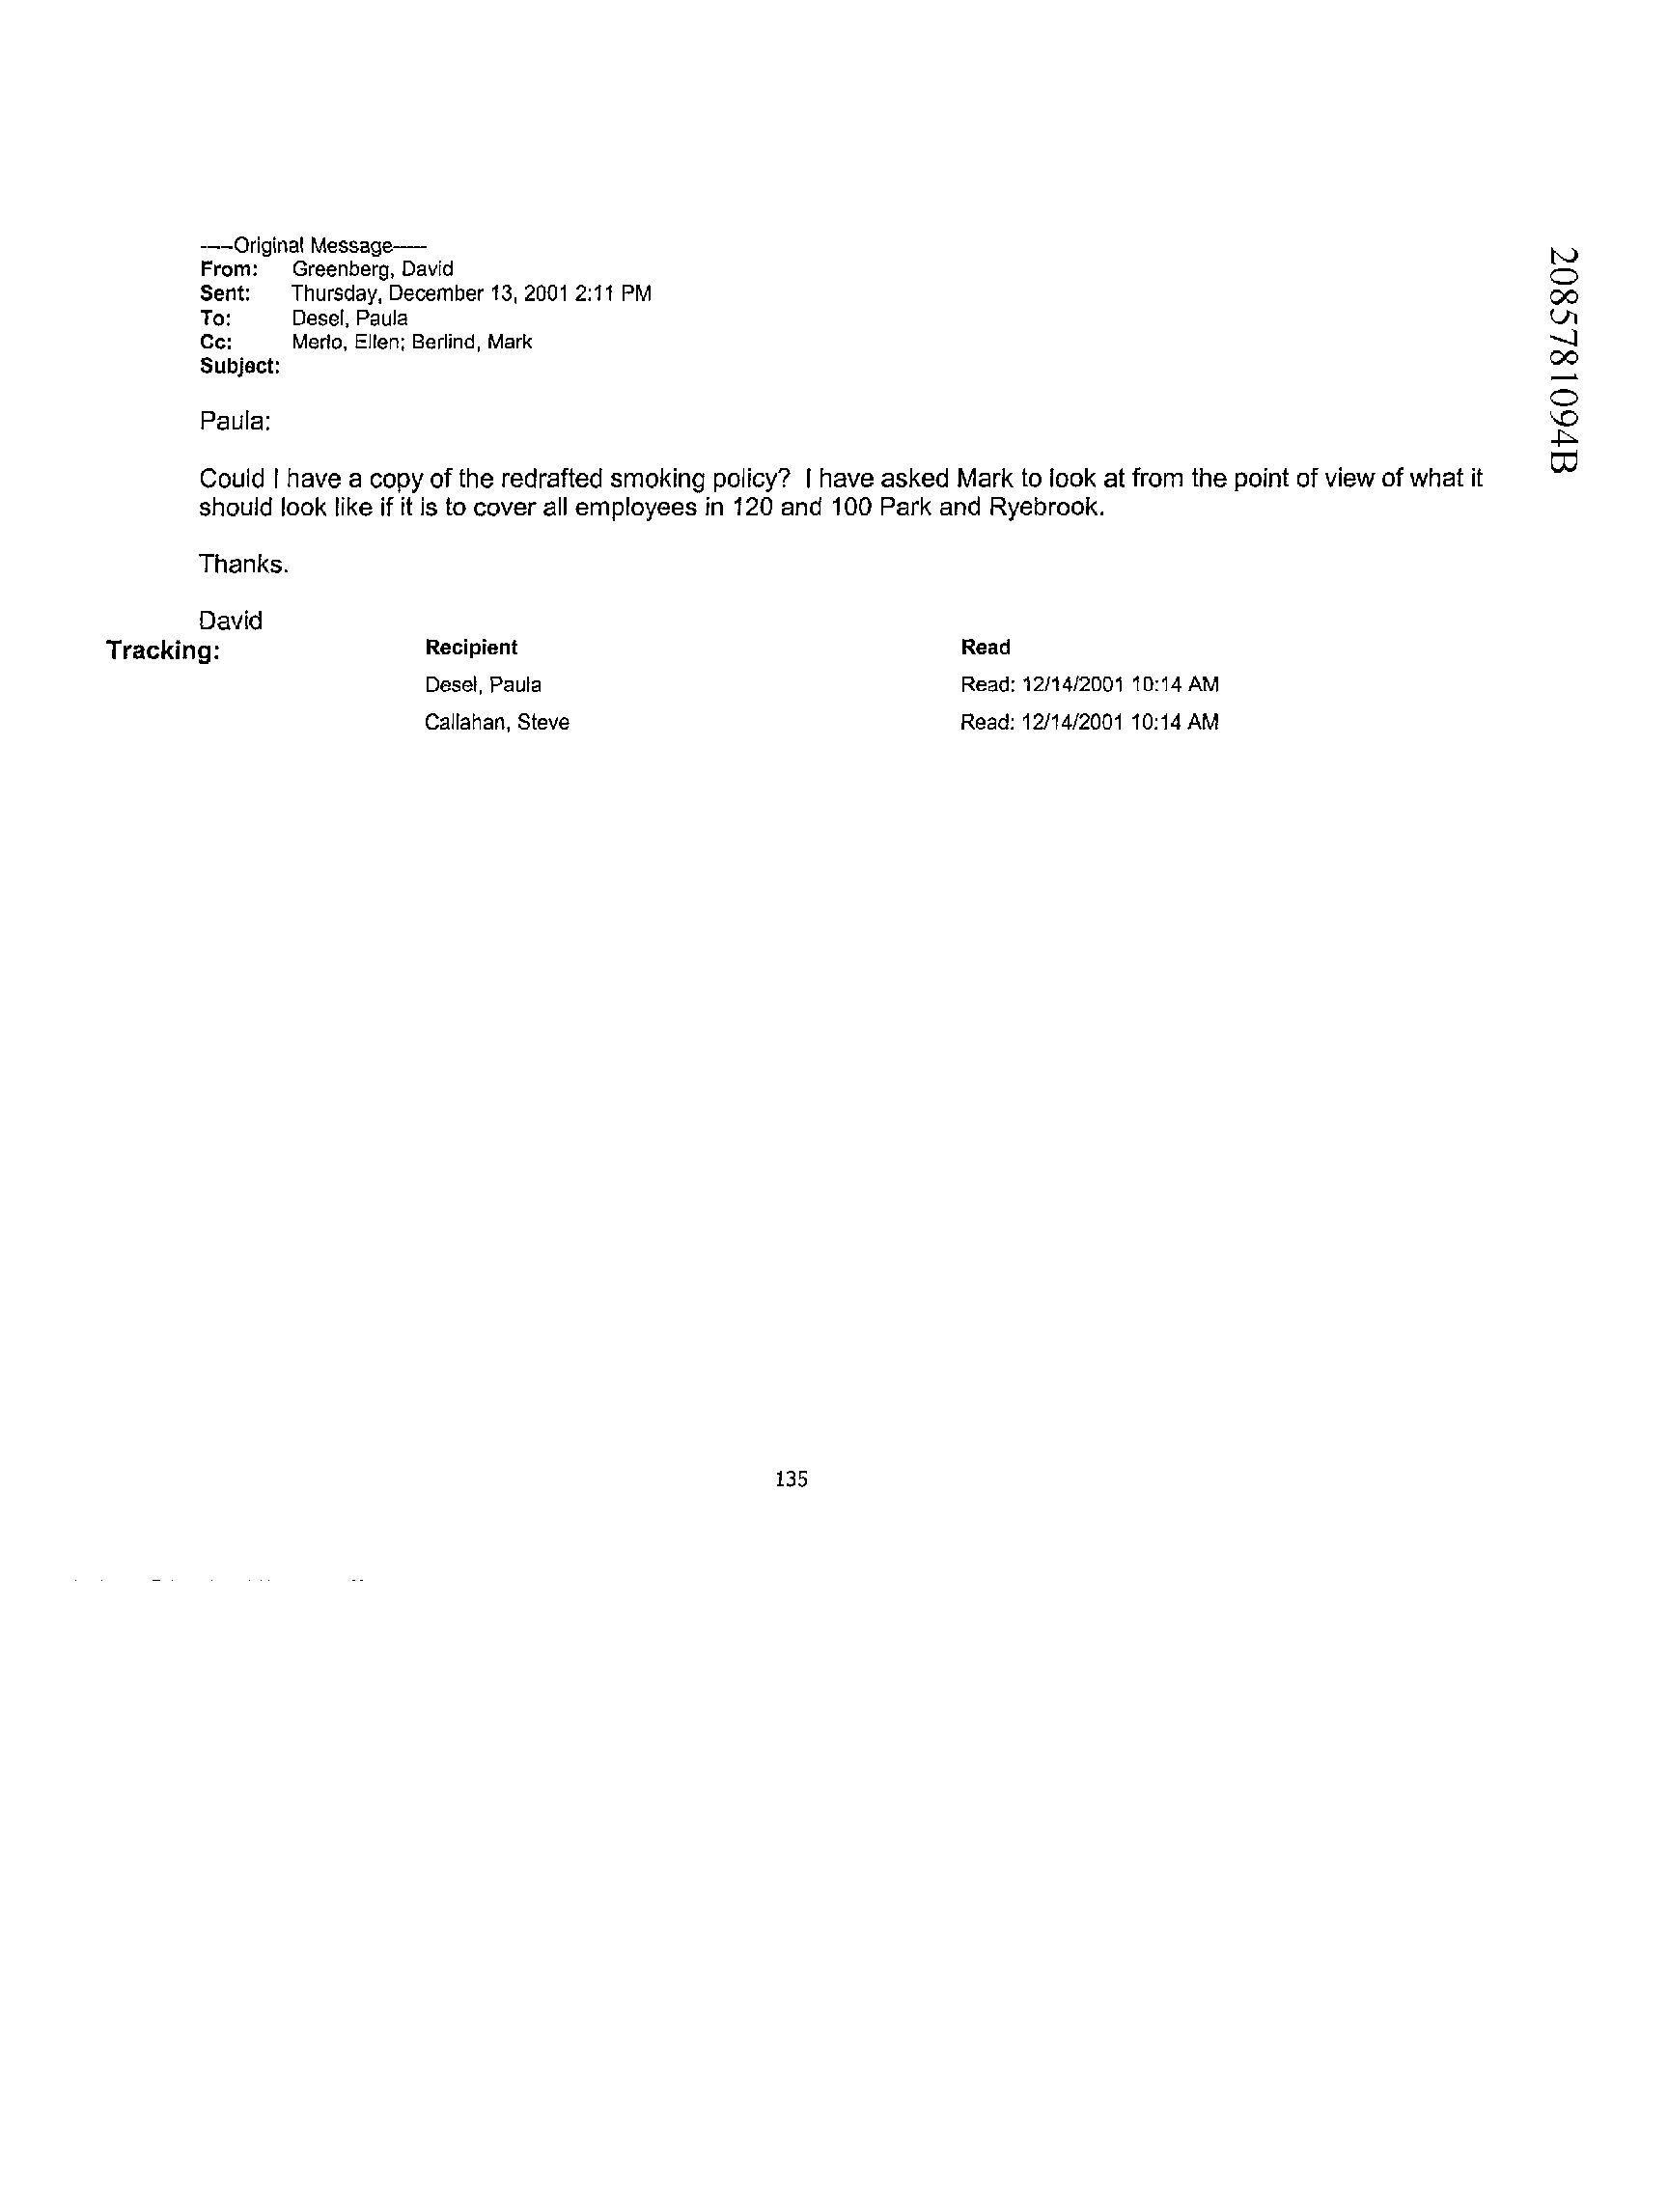 -----Original Message-----
From: Greenberg, David
Sent: Thursday, December 13, 2001 2:11 PM
To: Desel, Paula
Cc: Merlo, Ellen; Berlind, Mark
Subject:
Paula:
Could I have a copy of the redrafted smoking policy? I have asked Mark to look at from the point of view of what it
should look like if it is to cover all employees in 120 and 100 Park and Ryebrook.
Thanks.
David
Tracking: Recipient Read
Desel, Paula Read: 12/14/2001 10:14 AM
Callahan, Steve Read: 12/14/2001 10:14 AM
135
2085781094B